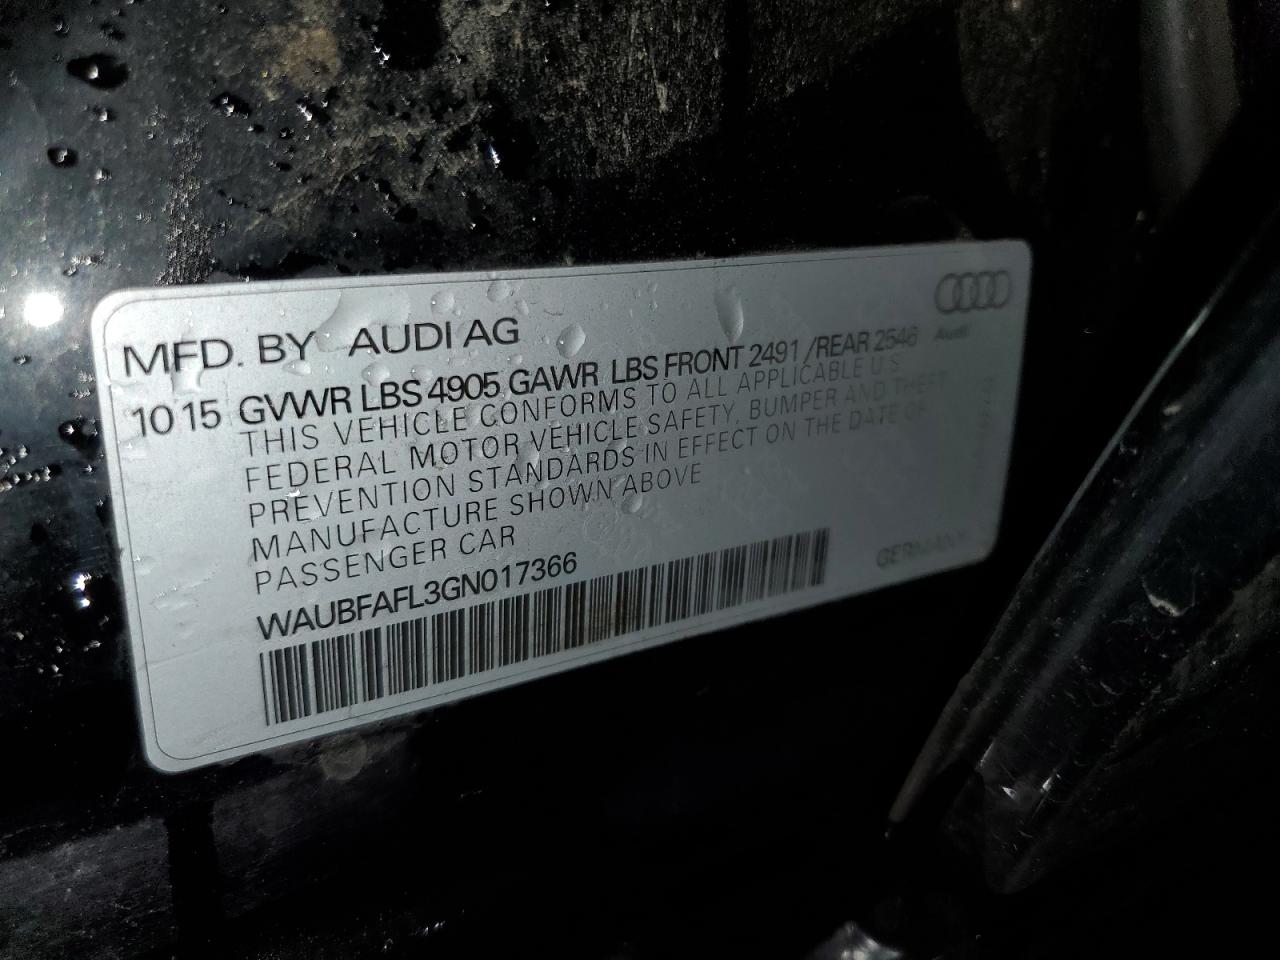 MFD. BY AUDI AG
10 15 GVWR LBS 4905 GAWR LBS FRONT 2491 /REAR 2546
THIS VEHICLE CONFORMS TO ALL APPLICABLE U S
FEDERAL MOTOR VEHICLE SAFETY, BUMPER AND THEFT
PREVENTION STANDARDS IN EFFECT ON THE DATE OF
MANUFACTURE SHOWN ABOVE
PASSENGER CAR
WAUBFAFL3GN017366
Audi
GERMANY